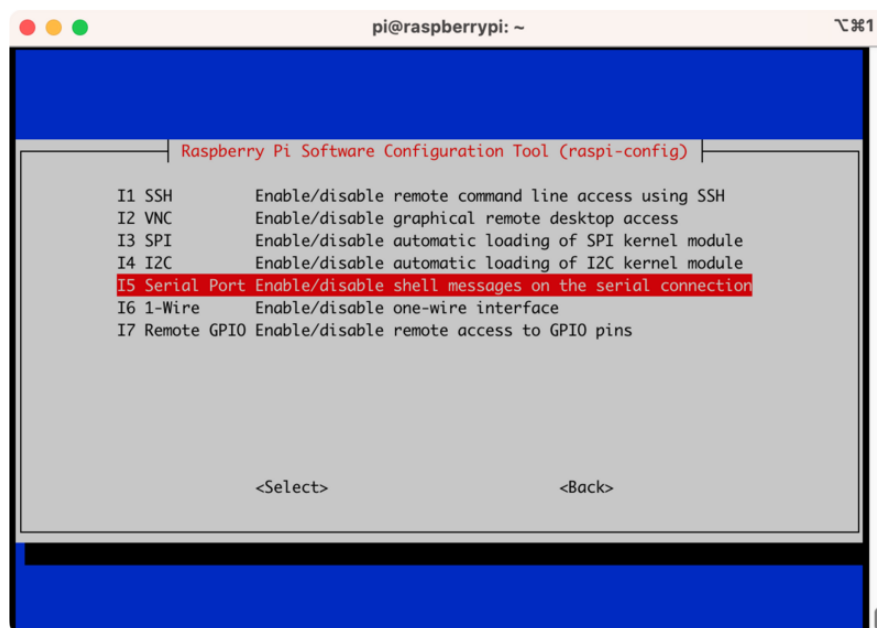 pi@raspberrypi: ~
⌥⌘1
Raspberry Pi Software Configuration Tool (raspi-config)
I1 SSH Enable/disable remote command line access using SSH
I2 VNC Enable/disable graphical remote desktop access
I3 SPI Enable/disable automatic loading of SPI kernel module
I4 I2C Enable/disable automatic loading of I2C kernel module
I5 Serial Port Enable/disable shell messages on the serial connection
I6 1-Wire Enable/disable one-wire interface
I7 Remote GPIO Enable/disable remote access to GPIO pins
<Select> <Back>